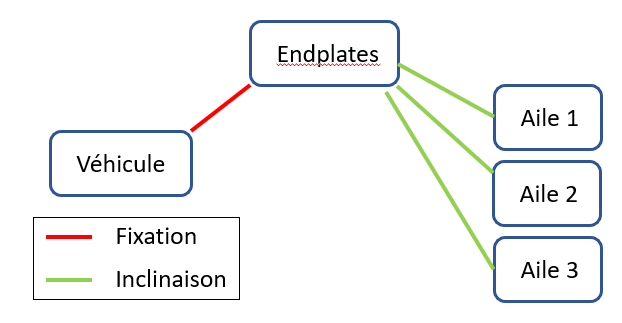 Endplates
Aile 1
Véhicule
Aile 2
Fixation
Inclinaison
Aile 3